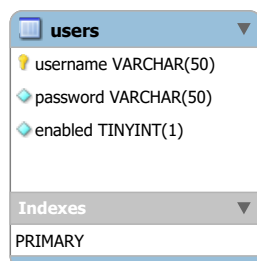 users
username VARCHAR(50)
password VARCHAR(50)
enabled TINYINT(1)
Indexes
PRIMARY